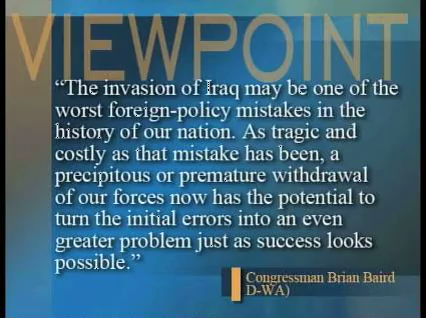 VIEWPOINT
“The invasion of Iraq may be one of the
worst foreign-policy mistakes in the
history of our nation. As tragic and
costly as that mistake has been, a
precipitous or premature withdrawal
of our forces now has the potential to
turn the initial errors into an even
greater problem just as success looks
possible.”
Congressman Brian Baird
D-WA)